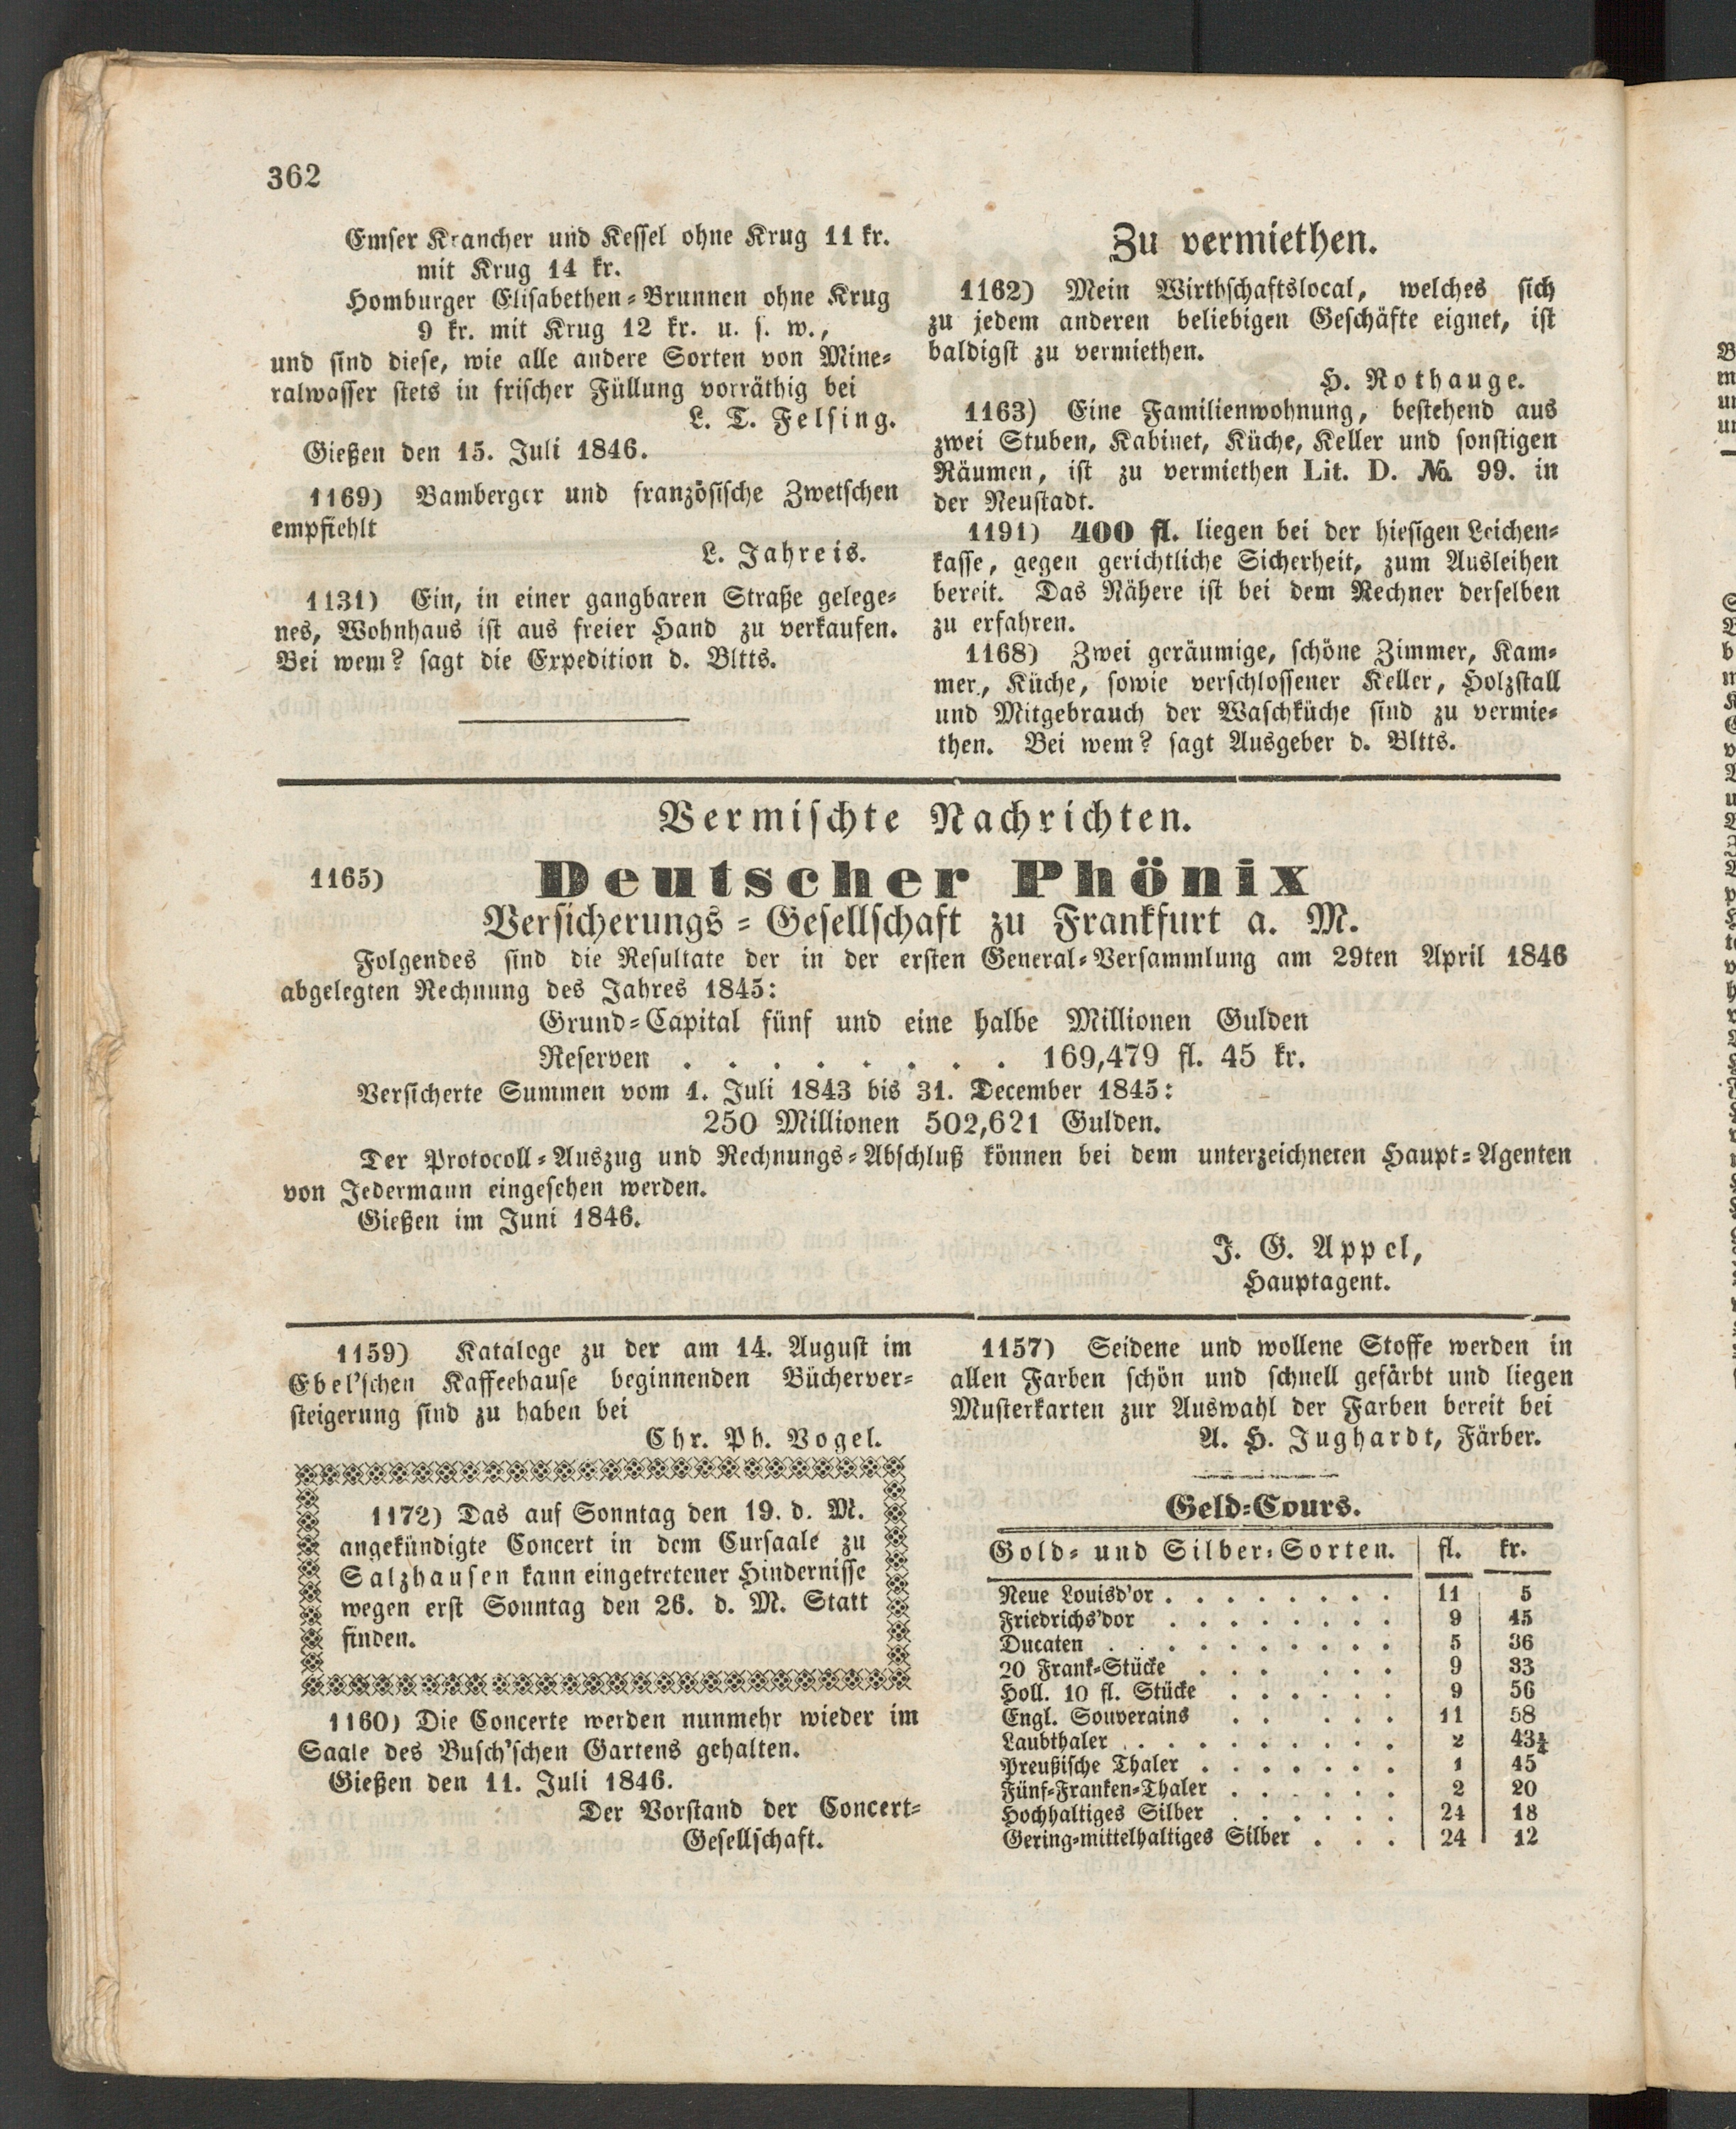 362
Emser Krancher und Kessel ohne Krug 11 kr.
mit Krug 14 kr.
Homburger Elisabethen-Brunnen ohne Krug
9 kr. mit Krug 12 kr. u. s. w.,
und sind diese, wie alle andere Sorten von Mine-
ralwasser stets in frischer Füllung vorräthig bei
L. T. Felsing.
Gießen den 15. Juli 1846.
1169) Bamberger und französische Zwetschen
empfiehlt
L. Jahreis.
1131) Ein, in einer gangbaren Straße gelege-
nes, Wohnhaus ist aus freier Hand zu verkaufen.
Bei wem? sagt die Expedition d. Bltts.
Zu vermiethen.
1162) Mein Wirthschaftslocal, welches sich
zu jedem anderen beliebigen Geschäfte eignet, ist
baldigst zu vermiethen.
H. Rothauge.
1163) Eine Familienwohnung, bestehend aus
zwei Stuben, Kabinet, Küche, Keller und sonstigen
Räumen, ist zu vermiethen Lit. D. No. 99. in
der Neustadt.
1191) 400 fl. liegen bei der hiesigen Leichen-
kasse, gegen gerichtliche Sicherheit, zum Ausleihen
bereit. Das Nähere ist bei dem Rechner derselben
zu erfahren.
1168) Zwei geräumige, schöne Zimmer, Kam-
mer, Küche, sowie verschlossener Keller, Holzstall
und Mitgebrauch der Waschküche sind zu vermie-
then. Bei wem? sagt Ausgeber d. Bltts.
Vermischte Nachrichten.
1165) Deutscher Phönix
Versicherungs-Gesellschaft zu Frankfurt a. M.
Folgendes sind die Resultate der in der ersten General-Versammlung am 29ten April 1846
abgelegten Rechnung des Jahres 1845:
Grund-Capital fünf und eine halbe Millionen Gulden
Reserven . . . . . . . . 169,479 fl. 45 kr.
Versicherte Summen vom 1. Juli 1843 bis 31. December 1845:
250 Millionen 502,621 Gulden.
Der Protocoll-Auszug und Rechnungs-Abschluß können bei dem unterzeichneten Haupt-Agenten
von Jedermann eingesehen werden.
Gießen im Juni 1846.
J. G. Appel,
Hauptagent.
1159) Kataloge zu der am 14. August im
Ebel'schen Kaffeehause beginnenden Bücherver-
steigerung sind zu haben bei
Chr. Ph. Vogel.
1172) Das auf Sonntag den 19. d. M.
angekündigte Concert in dem Cursaale zu
Salzhausen kann eingetretener Hindernisse
wegen erst Sonntag den 26. d. M. Statt
finden.
1160) Die Concerte werden nunmehr wieder im
Saale des Busch'schen Gartens gehalten.
Gießen den 11. Juli 1846.
Der Vorstand der Concert-
Gesellschaft.
1157) Seidene und wollene Stoffe werden in
allen Farben schön und schnell gefärbt und liegen
Musterkarten zur Auswahl der Farben bereit bei
A. H. Jughardt, Färber.
Geld-Cours.
Gold- und Silber-Sorten. fl. kr.
Neue Louisd'or . . . . . . . . 11 5
Friedrichs'dor . . . . . . . . 9 45
Ducaten . . . . . . . . . 5 36
20 Frank-Stücke . . . . . . 9 33
Holl. 10 fl. Stücke . . . . . . 9 56
Engl. Souverains . . . . . 11 58
Laubthaler . . . . . . . . . 2 43½
Preußische Thaler . . . . . . . 1 45
Fünf-Franken-Thaler . . . . . . 2 20
Hochhaltiges Silber . . . . . . 24 18
Gering-mittelhaltiges Silber . . . 24 12